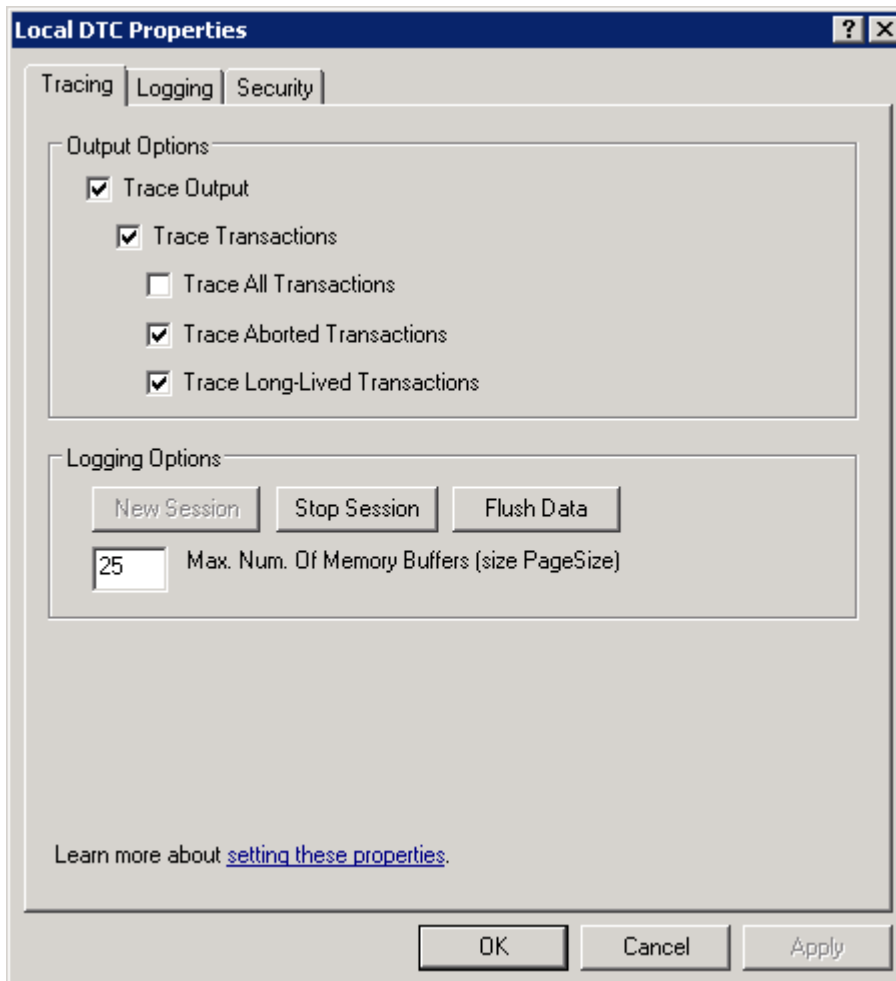 Local DTC Properties
Tracing Logging Security
Output Options
Trace Output
Trace Transactions
Trace All Transactions
Trace Aborted Transactions
Trace Long-Lived Transactions
Logging Options
New Session Stop Session Flush Data
25 Max. Num. Of Memory Buffers (size PageSize)
Learn more about setting these properties.
OK Cancel Apply